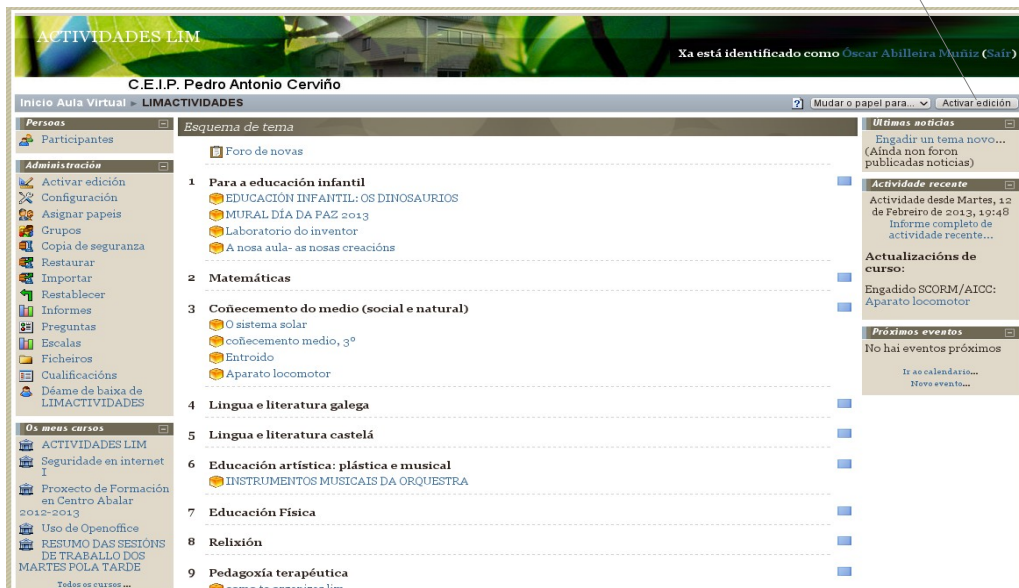 ACTIVIDADES LIM
Xa está identificado como Óscar Abilleira Muñiz (Saír)
C.E.I.P. Pedro Antonio Cerviño
Inicio Aula Virtual ► LIMACTIVIDADES
Mudar o papel para...
Activar edición
Persoas
Participantes
Administración
Activar edición
Configuración
Asignar papeis
Grupos
Copia de seguranza
Restaurar
Importar
Restablecer
Informes
Preguntas
Escalas
Ficheiros
Cualificacións
Déame de baixa de
LIMACTIVIDADES
Os meus cursos
ACTIVIDADES LIM
Seguridade en internet
I
Proxecto de Formación
en Centro Abalar
2012-2013
Uso de Openoffice
RESUMO DAS SESIÓNS
DE TRABALLO DOS
MARTES POLA TARDE
Todos os cursos ...
Esquema de tema
Foro de novas
1 Para a educación infantil
EDUCACIÓN INFANTIL: OS DINOSAURIOS
MURAL DÍA DA PAZ 2013
Laboratorio do inventor
A nosa aula- as nosas creacións
2 Matemáticas
3 Coñecemento do medio (social e natural)
O sistema solar
coñecemento medio, 3º
Entroido
Aparato locomotor
4 Lingua e literatura galega
5 Lingua e literatura castelá
6 Educación artística: plástica e musical
INSTRUMENTOS MUSICAIS DA ORQUESTRA
7 Educación Física
8 Relixión
9 Pedagoxía terapéutica
como te organizas lim
Ultimas noticias
Engadir un tema novo...
(Aínda non foron
publicadas noticias)
Actividade recente
Actividade desde Martes, 12
de Febreiro de 2013, 19:48
Informe completo de
actividade recente...
Actualizacións de
curso:
Engadido SCORM/AICC:
Aparato locomotor
Próximos eventos
No hai eventos próximos
Ir ao calendario...
Novo evento...